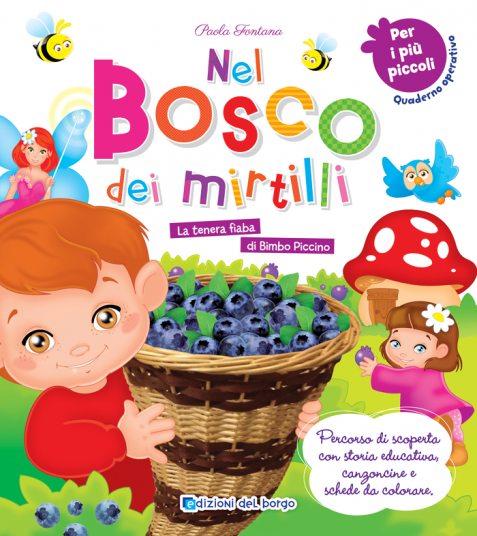 Paola Fontana
Per
i più
piccoli
Quaderno operativo
Nel
Bosco
dei mirtilli
La tenera fiaba
di Bimbo Piccino
Percorso di scoperta
con storia educativa,
canzoncine e
schede da colorare.
edizioni del borgo